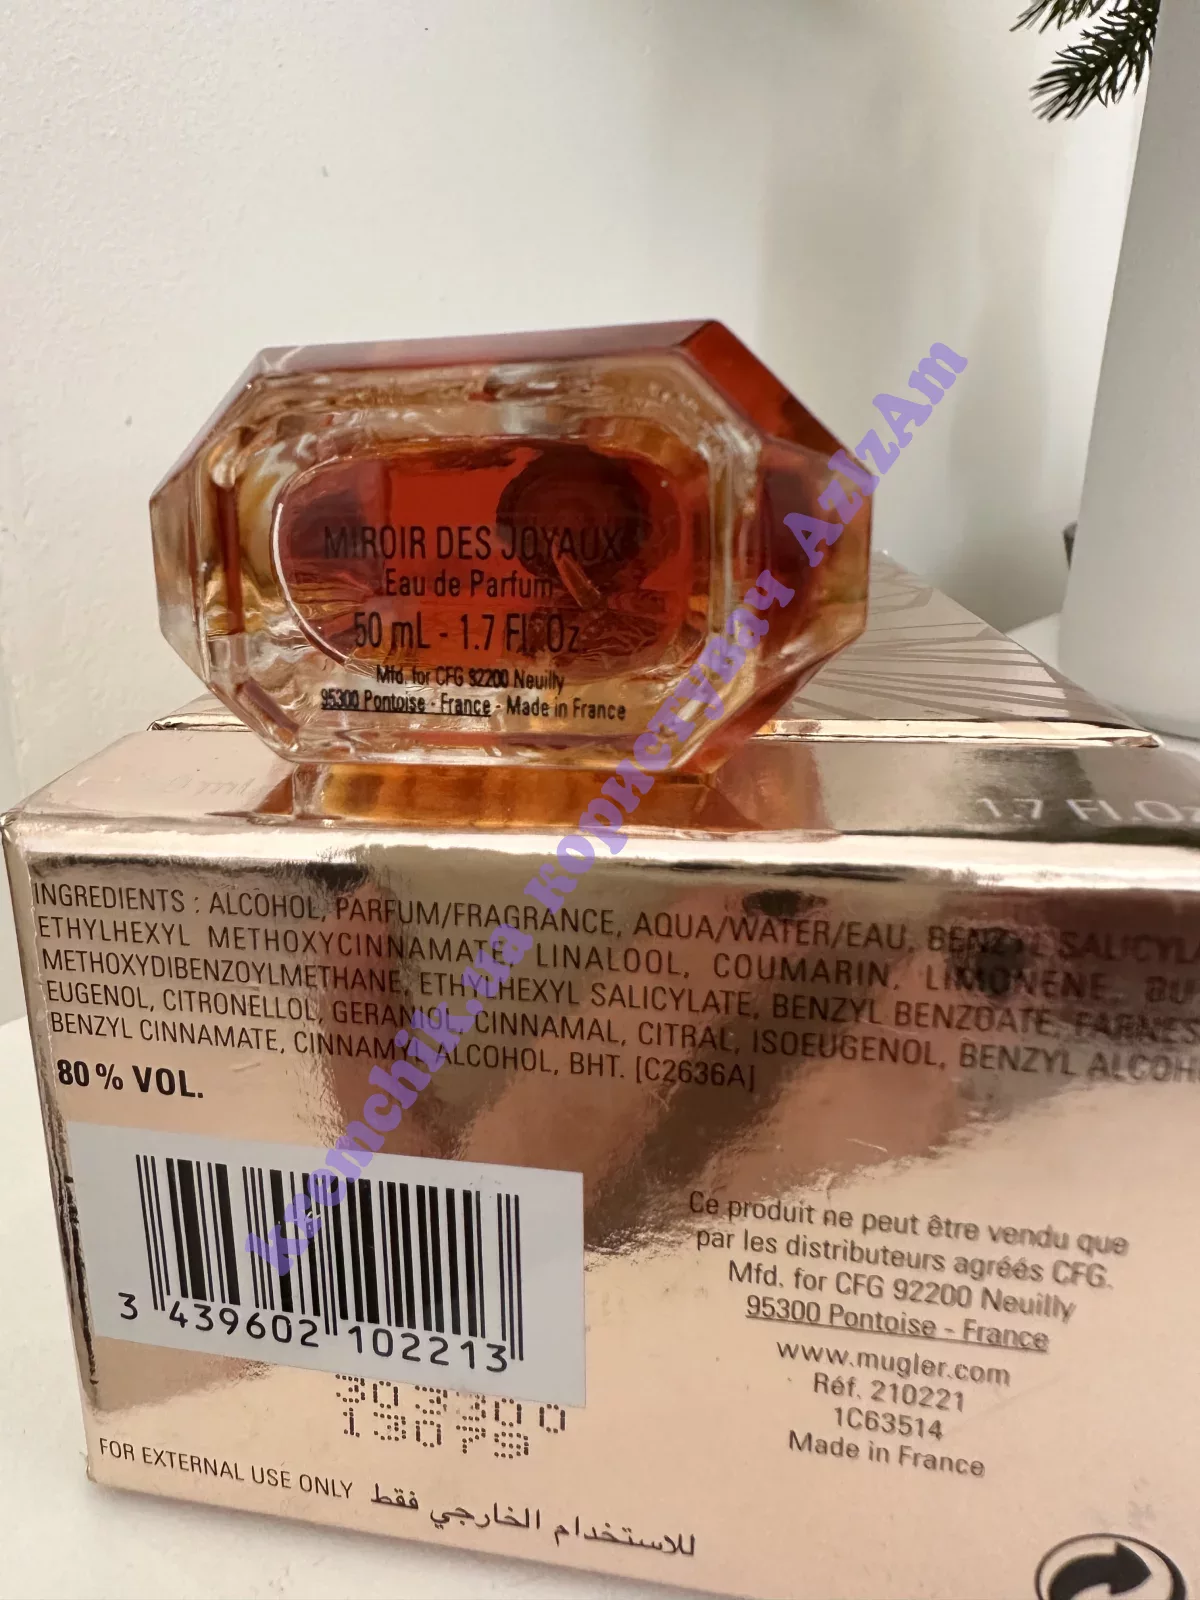 MIROIR DES JOYAUX
Eau de Parfum
50 mL - 1.7 Fl. Oz.
Mfd. for CFG 92200 Neuilly
95300 Pontoise - France - Made in France
1.7 Fl.Oz
INGREDIENTS : ALCOHOL, PARFUM/FRAGRANCE, AQUA/WATER/EAU, BENZYL
ETHYLHEXYL METHOXYCINNAMATE, LINALOOL, COUMARIN, LIMONENE,
METHOXYDIBENZOYLMETHANE, ETHYLHEXYL SALICYLATE, BENZYL BENZOATE,
EUGENOL, CITRONELLOL, GERANIOL, CINNAMAL, CITRAL, ISOEUGENOL, BENZYL
BENZYL CINNAMATE, CINNAMYL ALCOHOL, BHT. [C2636A]
80 % VOL.
3 439602 102213
13079
FOR EXTERNAL USE ONLY للاستخدام الخارجي فقط
Ce produit ne peut être vendu que
par les distributeurs agréés CFG.
Mfd. for CFG 92200 Neuilly
95300 Pontoise - France
www.mugler.com
Réf. 210221
1C63514
Made in France
kremchik.ua користувач AzIzAm